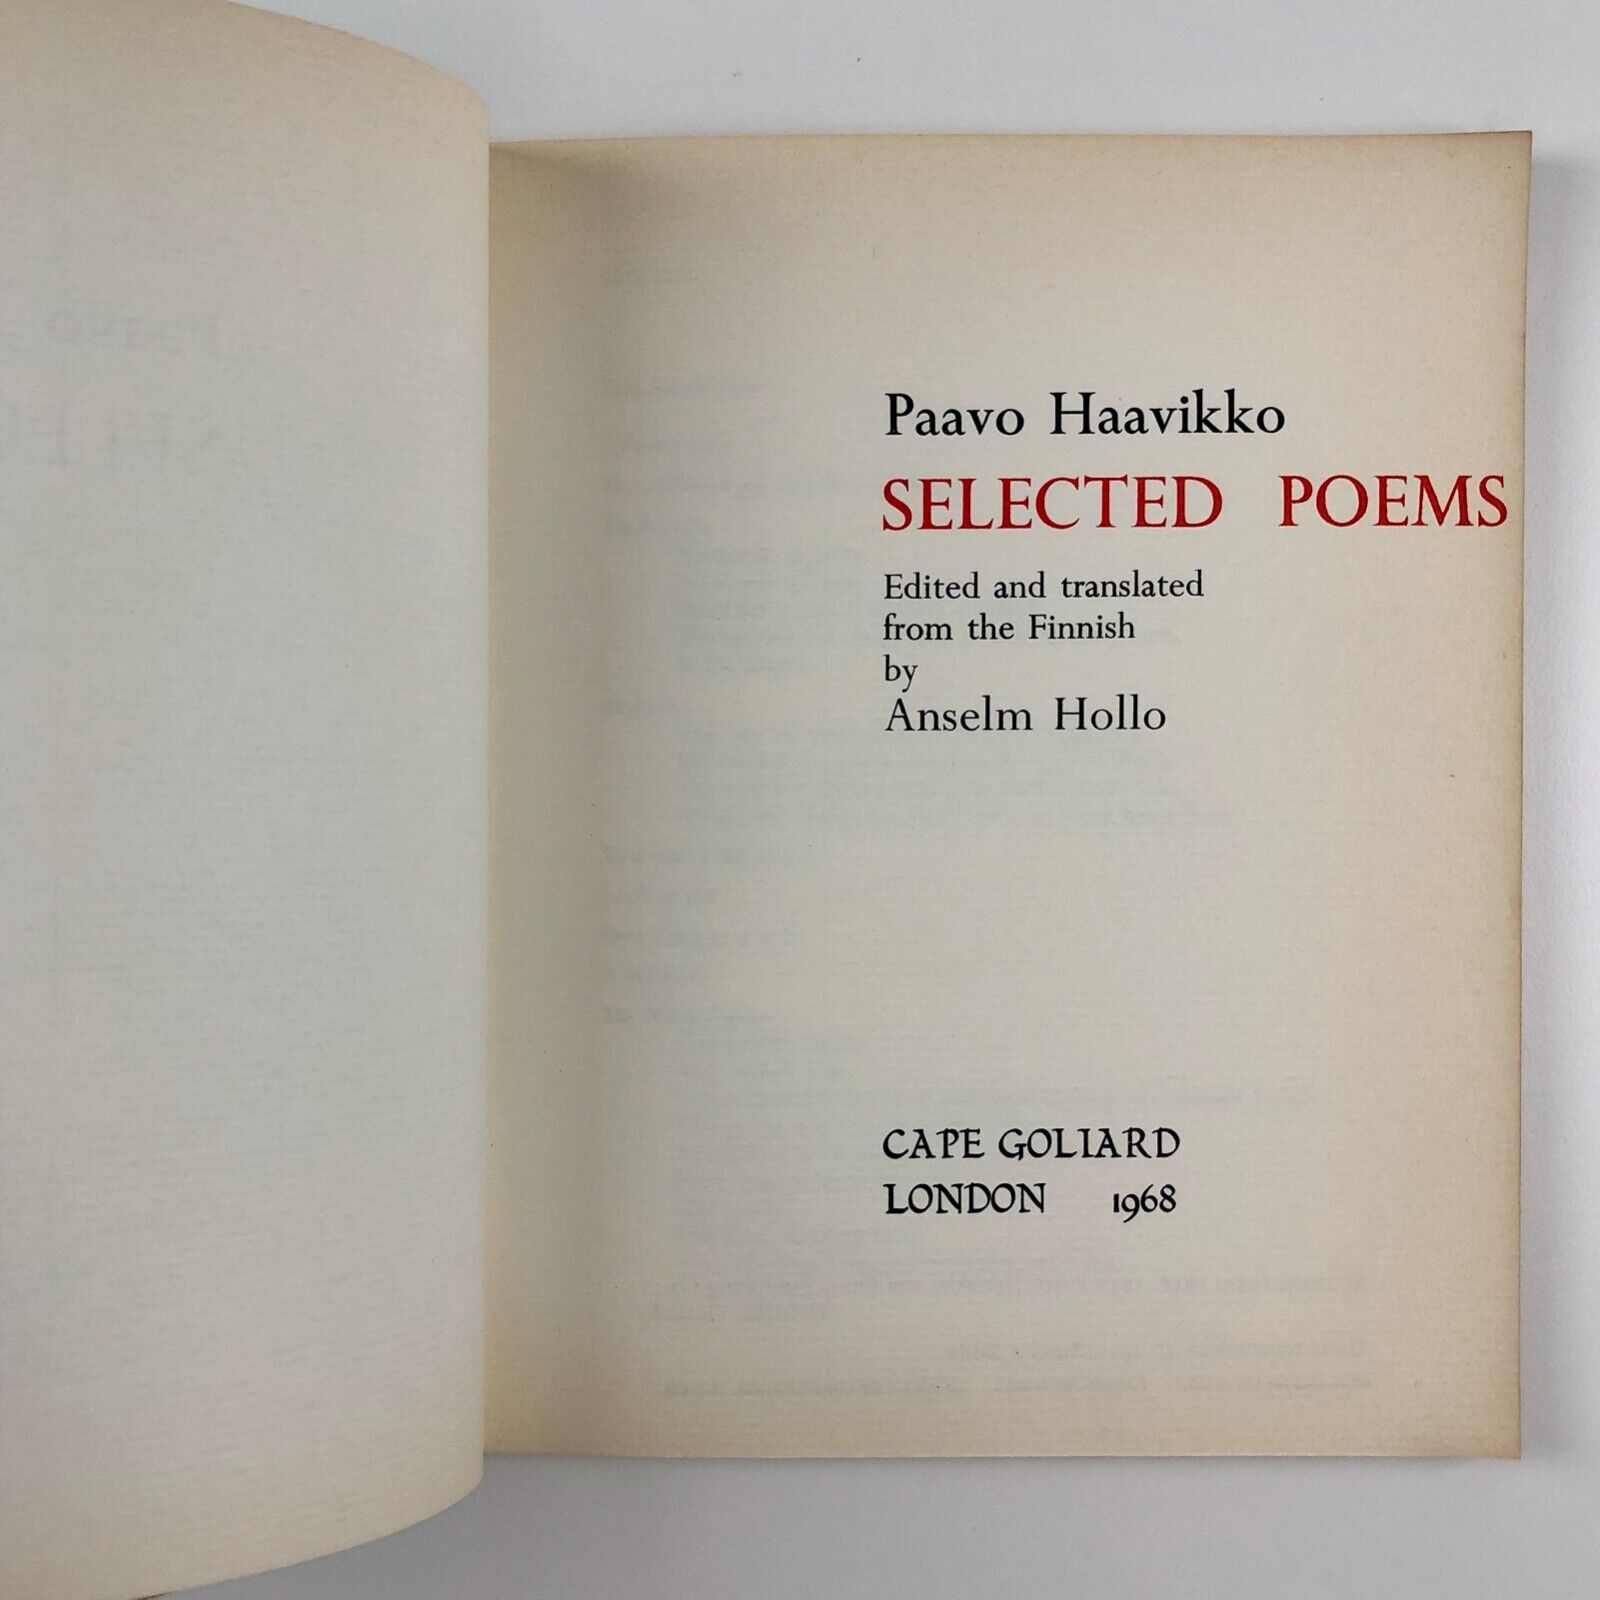 Paavo Haavikko
SELECTED POEMS
Edited and translated
from the Finnish
by
Anselm Hollo
CAPE GOLIARD
LONDON 1968